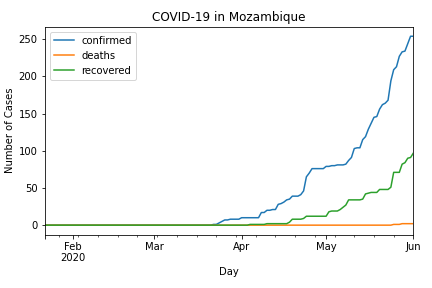 COVID-19 in Mozambique
confirmed
deaths
recovered
Number of Cases
250
200
150
100
50
0
Feb Mar Apr May Jun
2020
Day